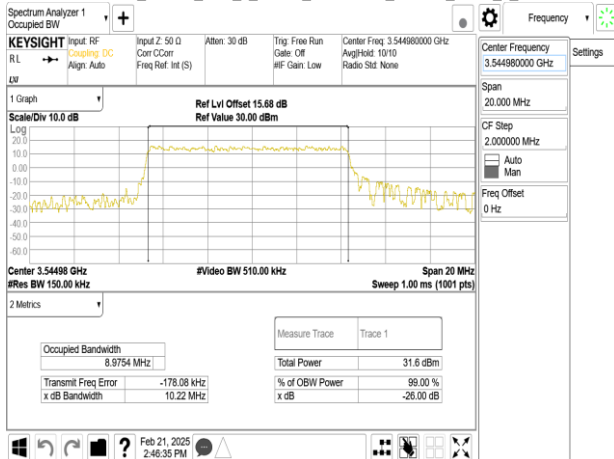 Spectrum Analyzer 1
Occupied BW
+
Frequency
KEYSIGHT
Input: RF
Input Z: 50 Ω
Atten: 30 dB
Trig: Free Run
Center Freq: 3.544980000 GHz
RL
Coupling: DC
Corr CCorr
Gate: Off
Avg|Hold: 10/10
Align: Auto
Freq Ref: Int (S)
#IF Gain: Low
Radio Std: None
LXI
Center Frequency
3.544980000 GHz
Settings
Span
20.000 MHz
CF Step
2.000000 MHz
Auto
Man
Freq Offset
0 Hz
1 Graph
Ref Lvl Offset 15.68 dB
Scale/Div 10.0 dB
Ref Value 30.00 dBm
Log
20.0
10.0
0.00
-10.0
-20.0
-30.0
-40.0
-50.0
-60.0
Center 3.54498 GHz
#Video BW 510.00 kHz
Span 20 MHz
#Res BW 150.00 kHz
Sweep 1.00 ms (1001 pts)
2 Metrics
Measure Trace
Trace 1
Occupied Bandwidth
8.9754 MHz
Total Power
31.6 dBm
Transmit Freq Error
-178.08 kHz
% of OBW Power
99.00 %
x dB Bandwidth
10.22 MHz
x dB
-26.00 dB
?
Feb 21, 2025
2:46:35 PM